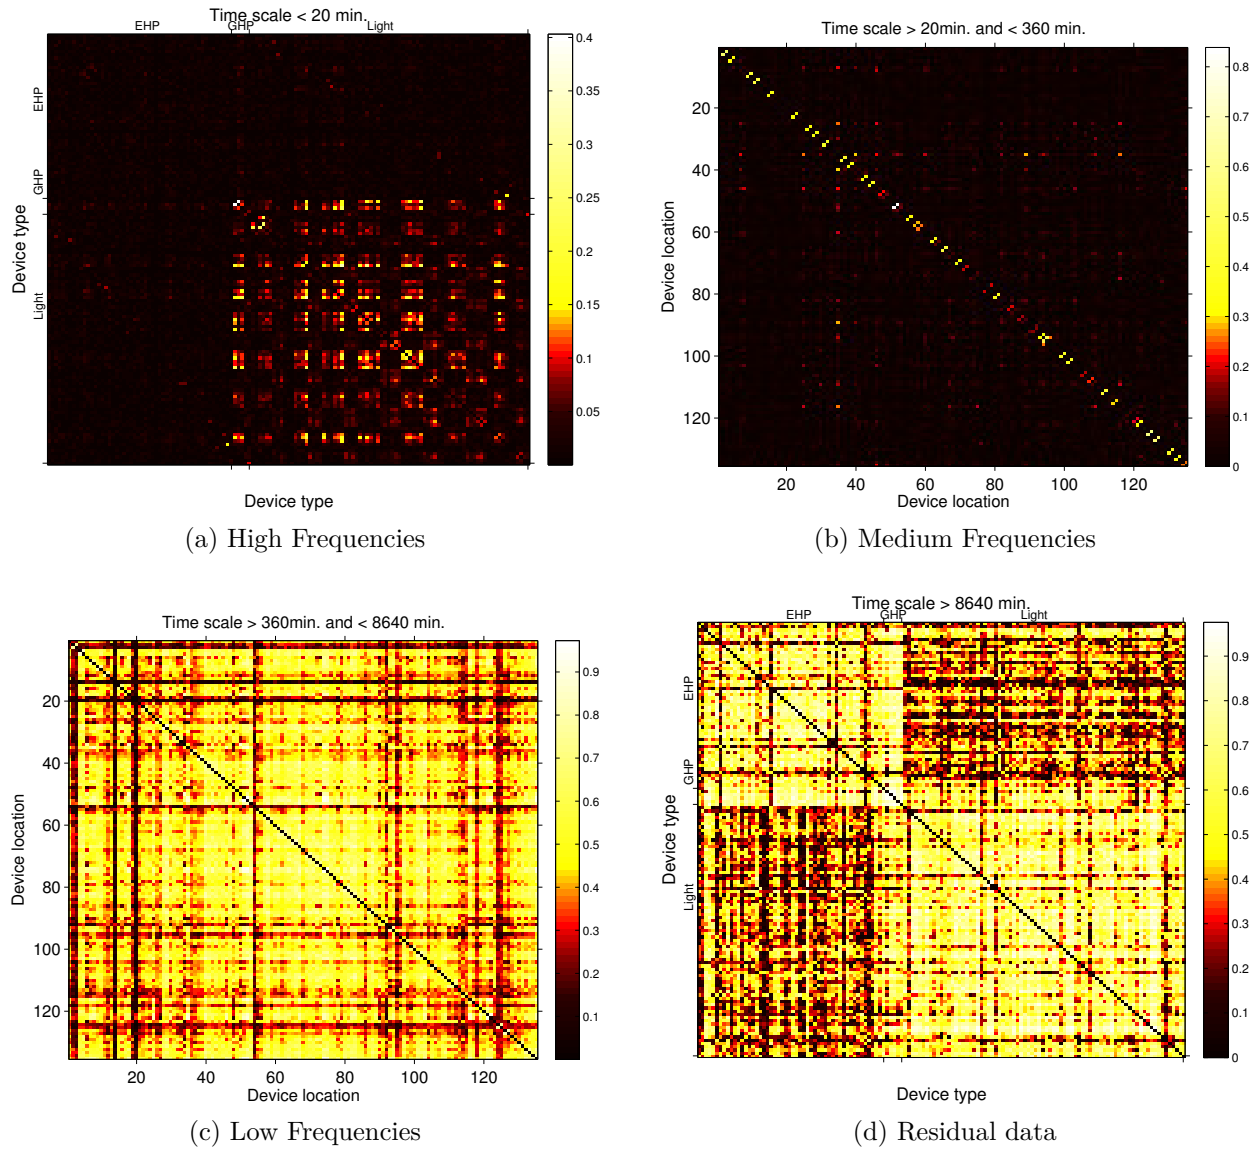 Time scale < 20 min.
EHP GHP Light
EHP
GHP
Light
Device type
Device type
0.4
0.35
0.3
0.25
0.2
0.15
0.1
0.05
(a) High Frequencies
Time scale > 20min. and < 360 min.
Device location
20
40
60
80
100
120
20 40 60 80 100 120
Device location
0.8
0.7
0.6
0.5
0.4
0.3
0.2
0.1
0
(b) Medium Frequencies
Time scale > 360min. and < 8640 min.
Device location
20
40
60
80
100
120
20 40 60 80 100 120
Device location
0.9
0.8
0.7
0.6
0.5
0.4
0.3
0.2
0.1
(c) Low Frequencies
Time scale > 8640 min.
EHP GHP Light
EHP
GHP
Light
Device type
Device type
0.9
0.8
0.7
0.6
0.5
0.4
0.3
0.2
0.1
0
(d) Residual data